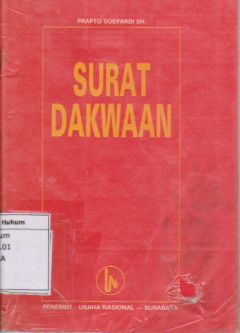 PRAPTO SOEPARDI SH
SURAT
DAKWAAN
Hukum
um
.01
A
PENERBIT : USAHA NASIONAL — SURABAYA